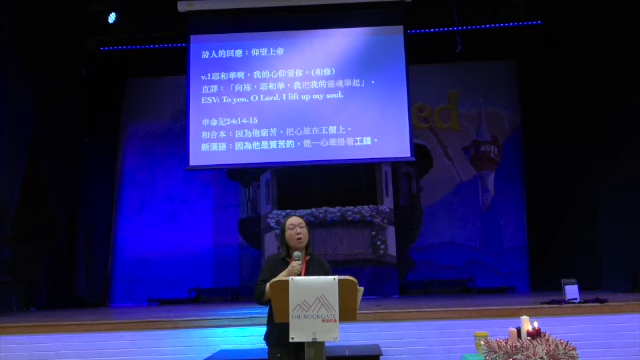 詩人的回應：仰望上帝
v.1耶和華啊，我的心仰望你。(和修)
直譯：「向祢，耶和華，我把我的靈魂舉起」。
ESV: To you, O Lord, I lift up my soul.
申命記24:14-15
和合本：因為他窮苦，把心放在工價上。
新漢語：因為他是貧苦的，他一心牽掛着工錢。
THE ROCKGATE